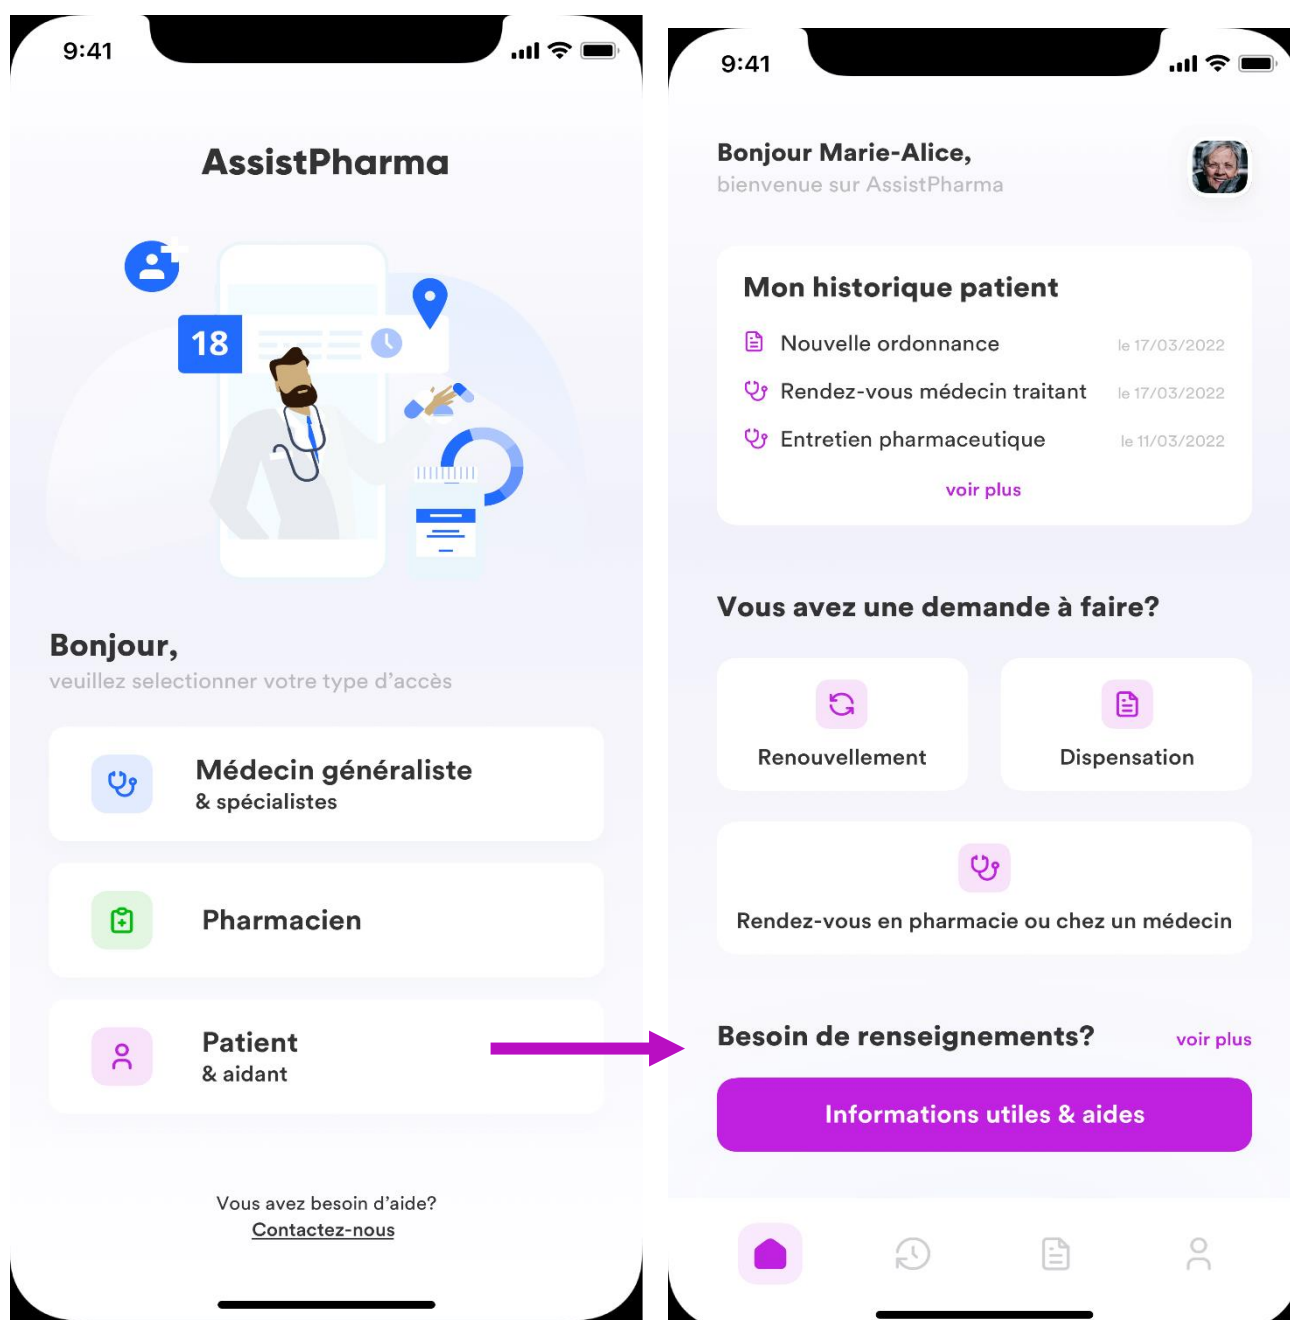 9:41
AssistPharma
18
Bonjour,
veuillez selectionner votre type d'accès
Médecin généraliste
& spécialistes
Pharmacien
Patient
& aidant
Vous avez besoin d'aide?
Contactez-nous
9:41
Bonjour Marie-Alice,
bienvenue sur AssistPharma
Mon historique patient
Nouvelle ordonnance le 17/03/2022
Rendez-vous médecin traitant le 17/03/2022
Entretien pharmaceutique le 11/03/2022
voir plus
Vous avez une demande à faire?
Renouvellement Dispensation
Rendez-vous en pharmacie ou chez un médecin
Besoin de renseignements? voir plus
Informations utiles & aides